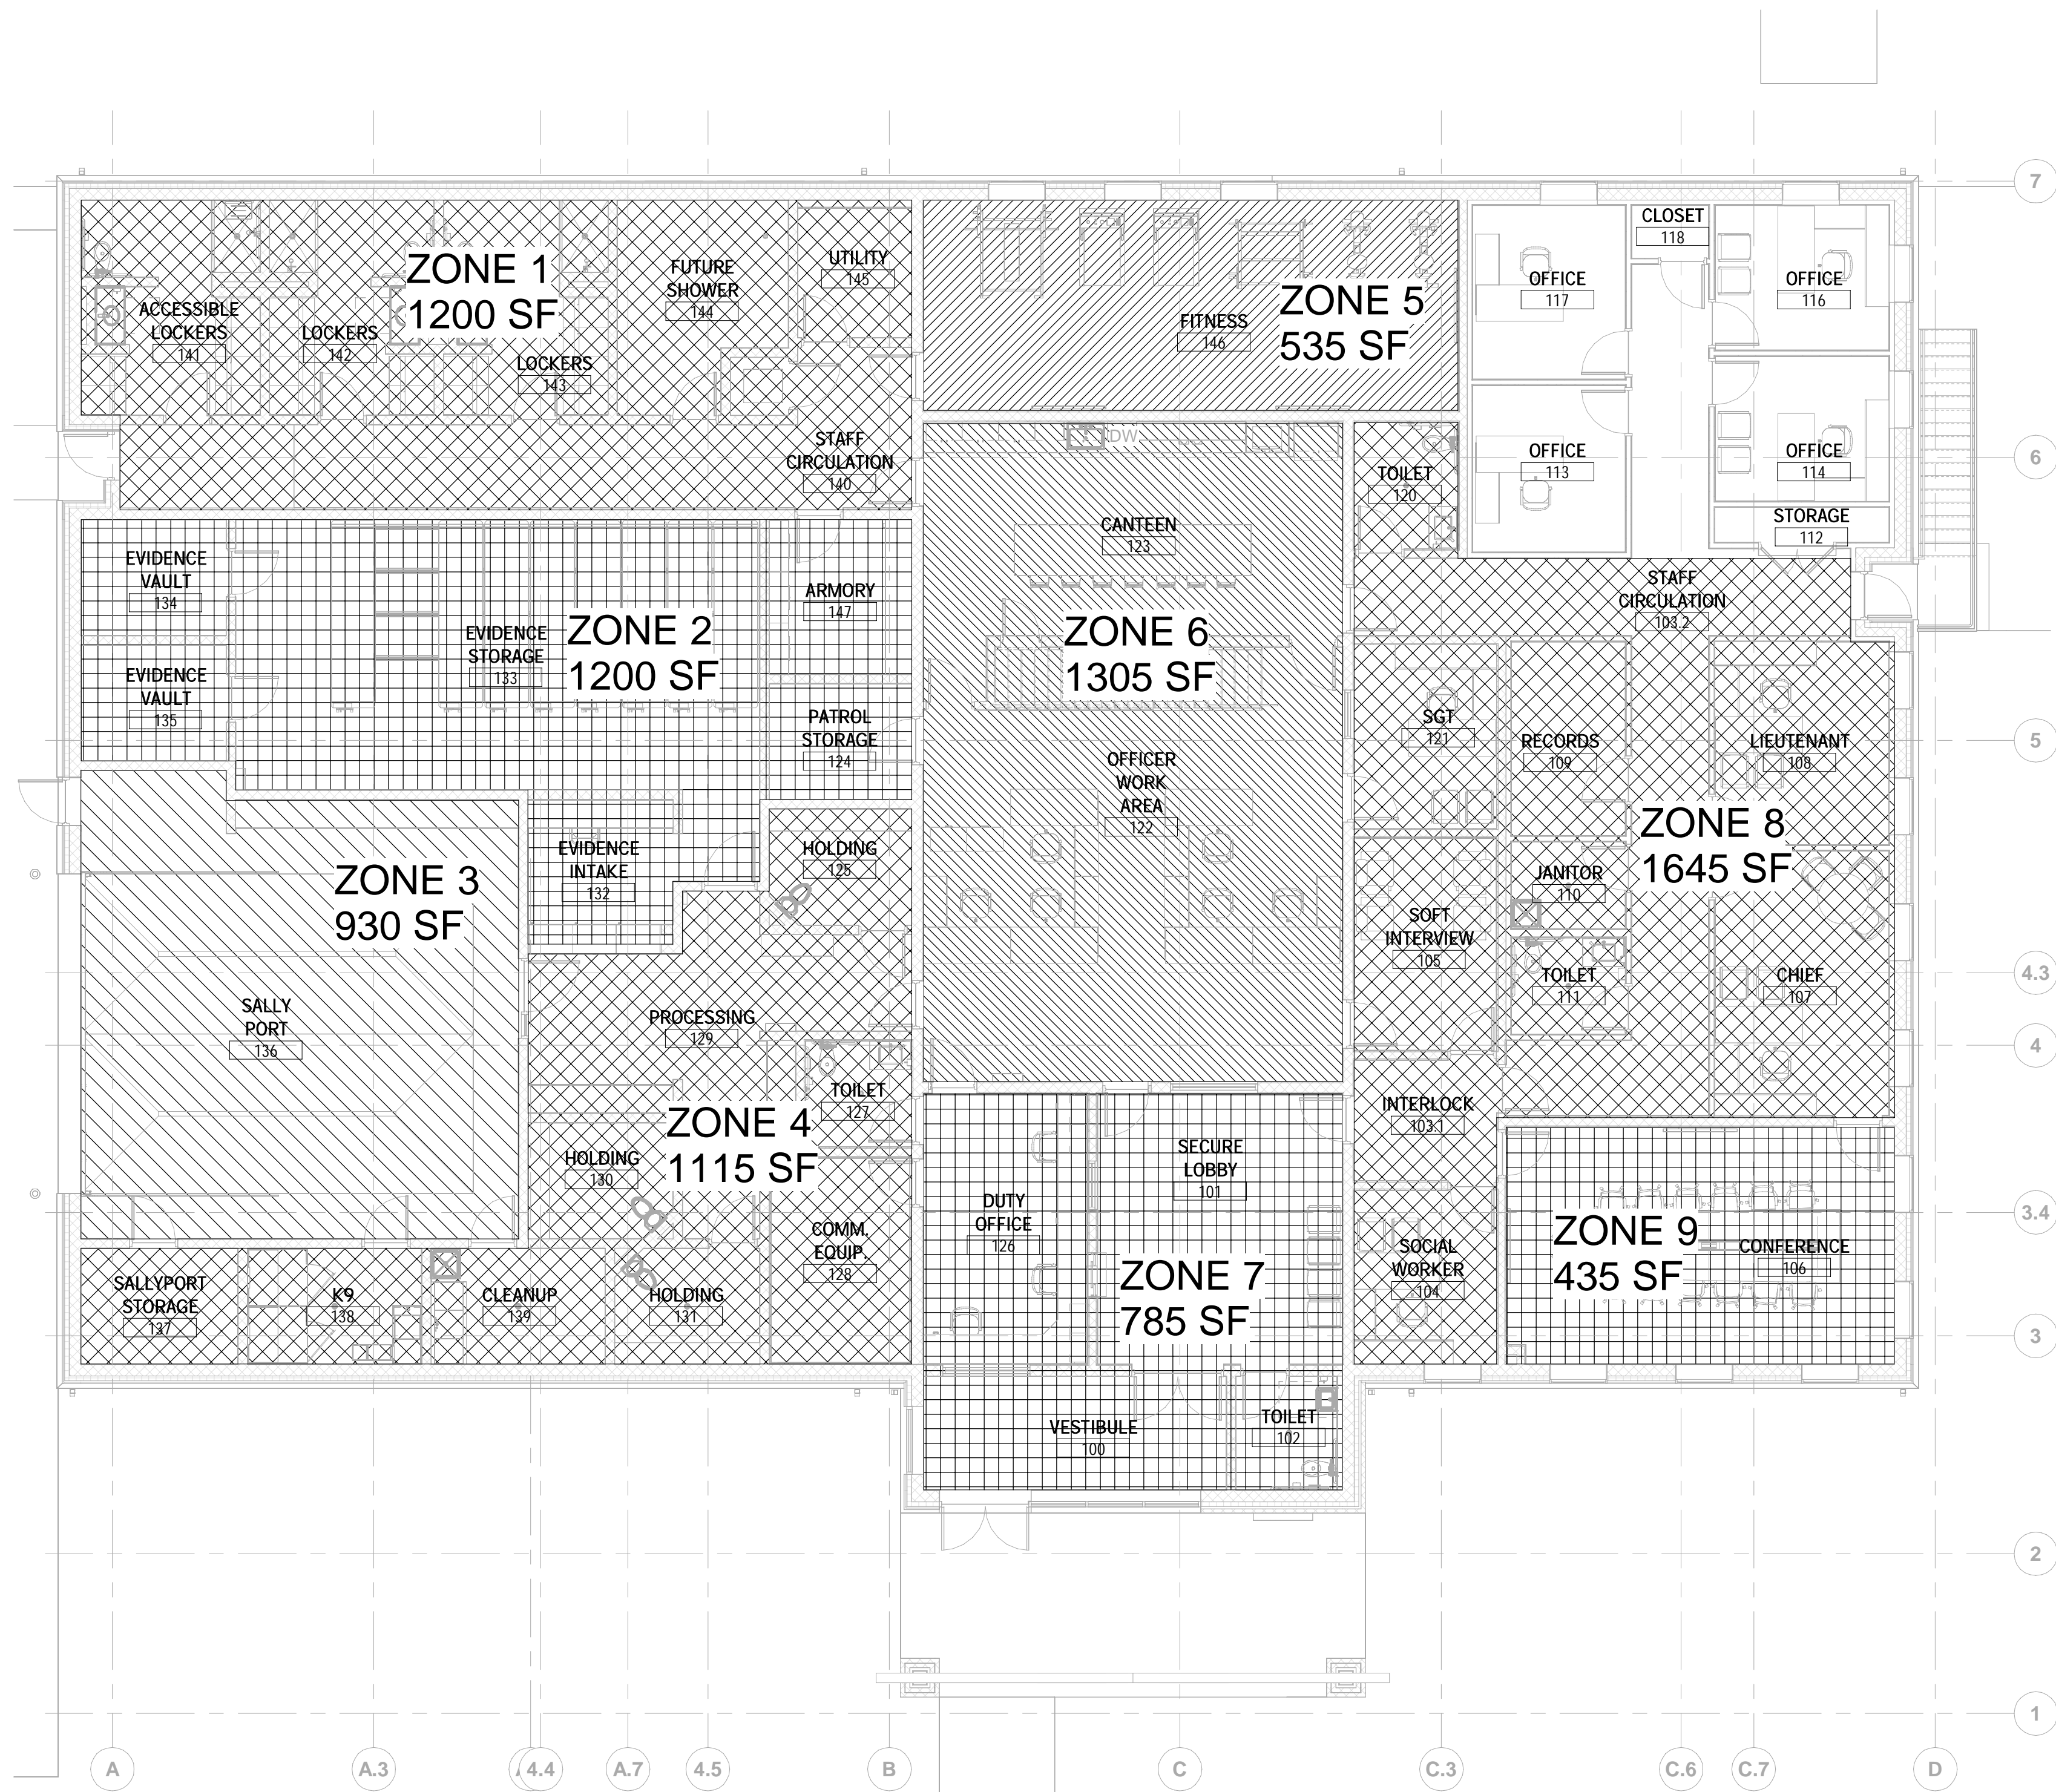 7
CLOSET
118
ZONE 1
1200 SF
UTILITY
145
FUTURE
SHOWER
144
OFFICE
117
OFFICE
116
ACCESSIBLE
LOCKERS
141
LOCKERS
142
LOCKERS
143
ZONE 5
535 SF
FITNESS
146
STAFF
CIRCULATION
140
DW
TOILET
120
OFFICE
113
OFFICE
114
6
STORAGE
112
CANTEEN
123
EVIDENCE
VAULT
134
ARMORY
147
STAFF
CIRCULATION
103.2
EVIDENCE
STORAGE
133
ZONE 2
1200 SF
ZONE 6
1305 SF
EVIDENCE
VAULT
135
PATROL
STORAGE
124
SGT
121
RECORDS
109
LIEUTENANT
108
5
OFFICER
WORK
AREA
122
ZONE 8
1645 SF
ZONE 3
930 SF
EVIDENCE
INTAKE
132
HOLDING
125
JANITOR
110
SOFT
INTERVIEW
105
TOILET
111
CHIEF
107
4.3
SALLY
PORT
136
PROCESSING
129
4
TOILET
127
INTERLOCK
103.1
ZONE 4
1115 SF
HOLDING
130
SECURE
LOBBY
101
DUTY
OFFICE
126
COMM.
EQUIP.
128
3.4
ZONE 9
435 SF
CONFERENCE
106
SOCIAL
WORKER
104
ZONE 7
785 SF
SALLYPORT
STORAGE
137
K9
138
CLEANUP
139
HOLDING
131
3
VESTIBULE
100
TOILET
102
2
1
A
A.3
4.4
A.7
4.5
B
C
C.3
C.6
C.7
D